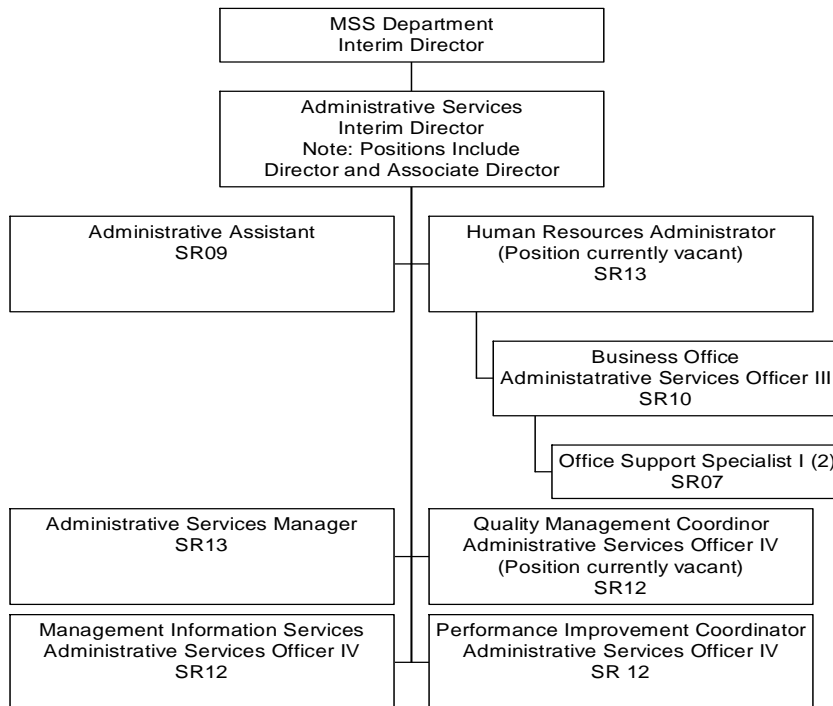 MSS Department
Interim Director
Administrative Services
Interim Director
Note: Positions Include
Director and Associate Director
Administrative Assistant
SR09
Human Resources Administrator
(Position currently vacant)
SR13
Business Office
Administatrative Services Officer III
SR10
Office Support Specialist I (2)
SR07
Administrative Services Manager
SR13
Quality Management Coordinor
Administrative Services Officer IV
(Position currently vacant)
SR12
Management Information Services
Administrative Services Officer IV
SR12
Performance Improvement Coordinator
Administrative Services Officer IV
SR 12